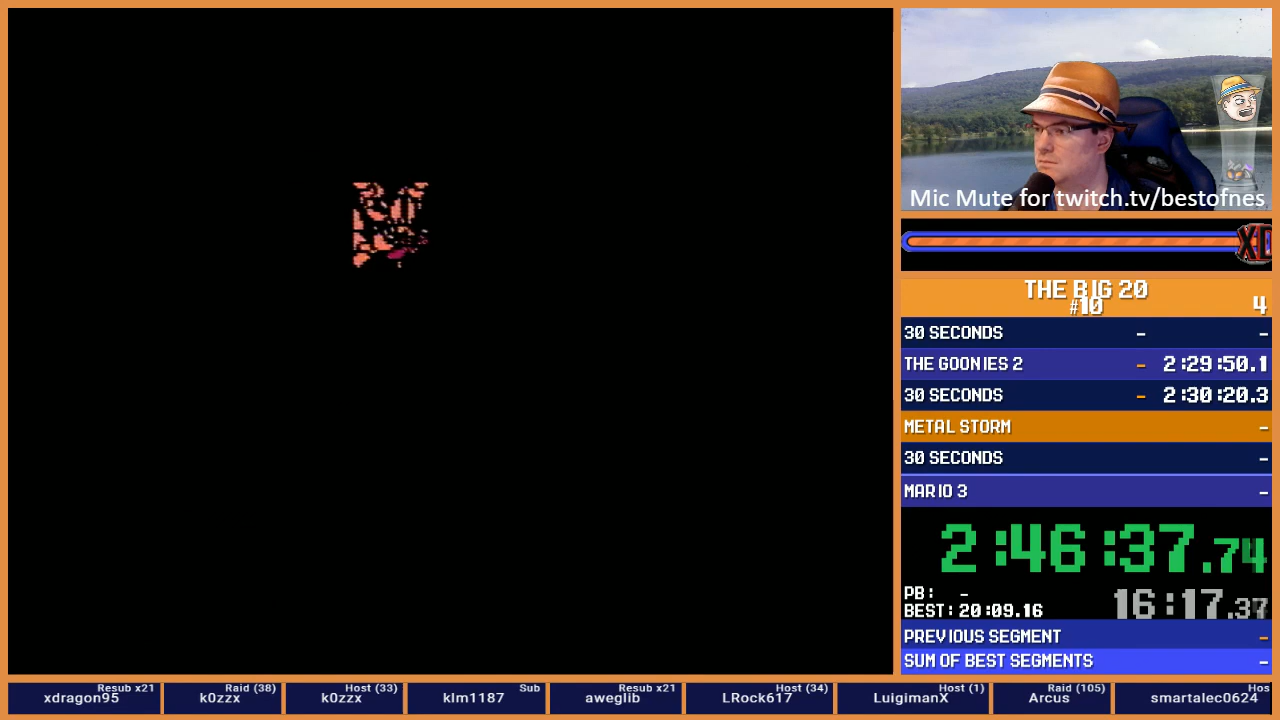 Mic Mute for twitch.tv/bestofnes
XD
THE BIG 20
#10 4
30 SECONDS - -
THE GOONIES 2 - 2:29:50.1
30 SECONDS - 2:30:20.3
METAL STORM -
30 SECONDS -
MARIO 3 -
2:46:37.74
PB: -
BEST: 20:09.16 16:17.37
PREVIOUS SEGMENT -
SUM OF BEST SEGMENTS -
Resub x21 Raid (38) Host (33) Sub Resub x21 Host (34) Host (1) Raid (105) Hos
xdragon95 k0zzx k0zzx klm1187 aweglib LRock617 LuigimanX Arcus smartalec0624